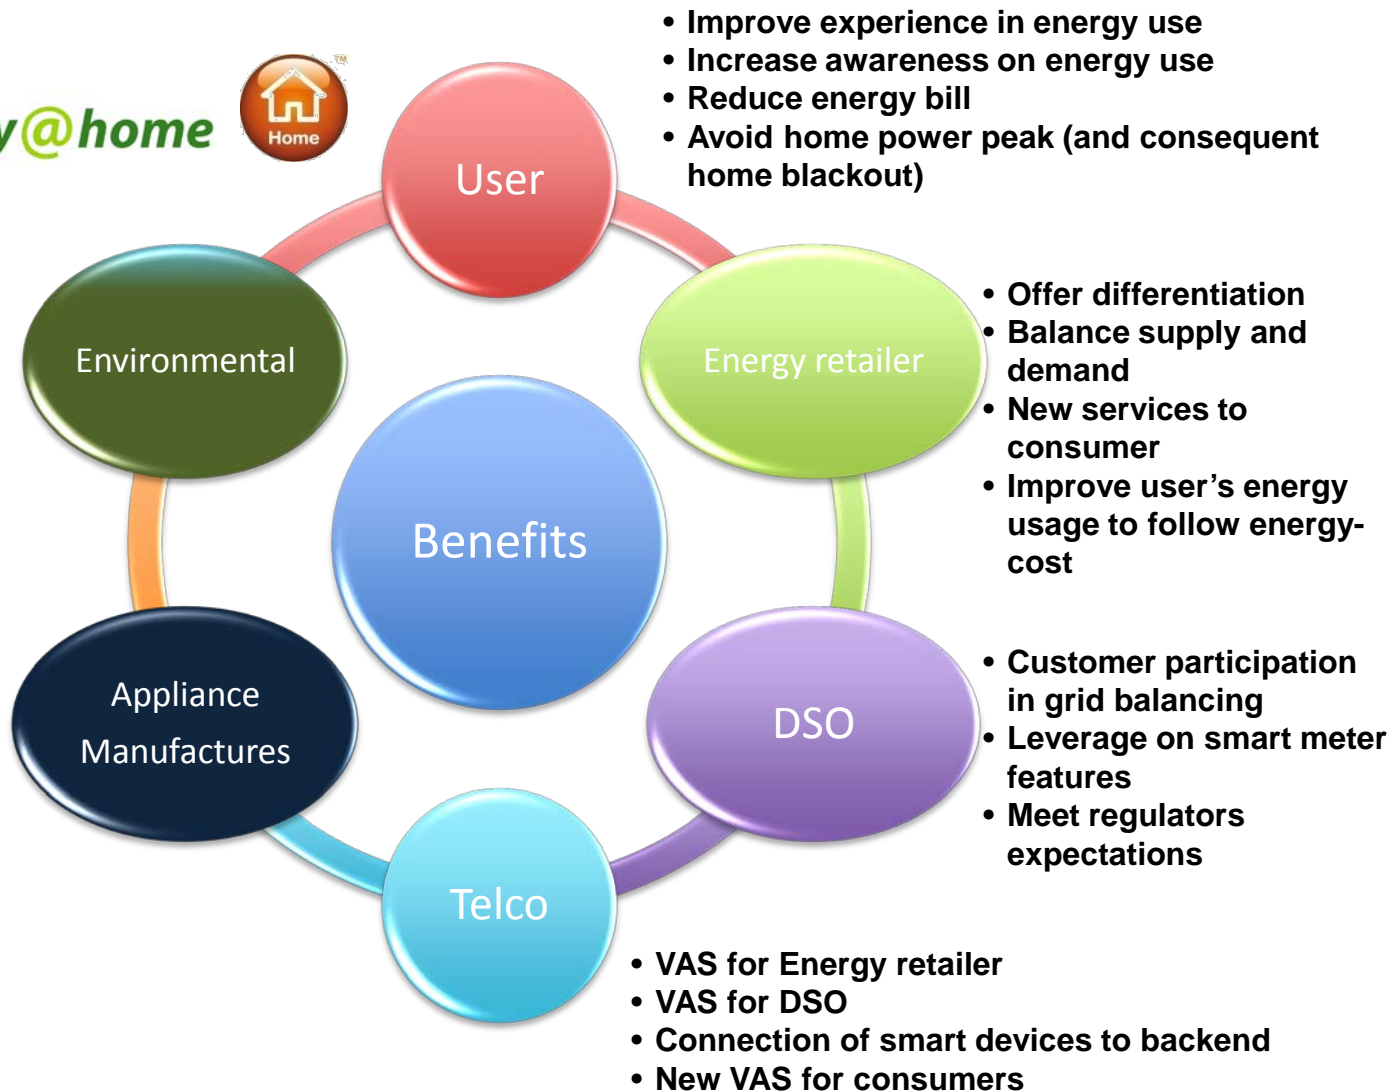 • Improve experience in energy use
• Increase awareness on energy use
• Reduce energy bill
• Avoid home power peak (and consequent
home blackout)
y@home
TM
Home
User
Environmental
Energy retailer
• Offer differentiation
• Balance supply and
demand
• New services to
consumer
• Improve user’s energy
usage to follow energy-
cost
Benefits
Appliance
Manufactures
DSO
• Customer participation
in grid balancing
• Leverage on smart meter
features
• Meet regulators
expectations
Telco
• VAS for Energy retailer
• VAS for DSO
• Connection of smart devices to backend
• New VAS for consumers